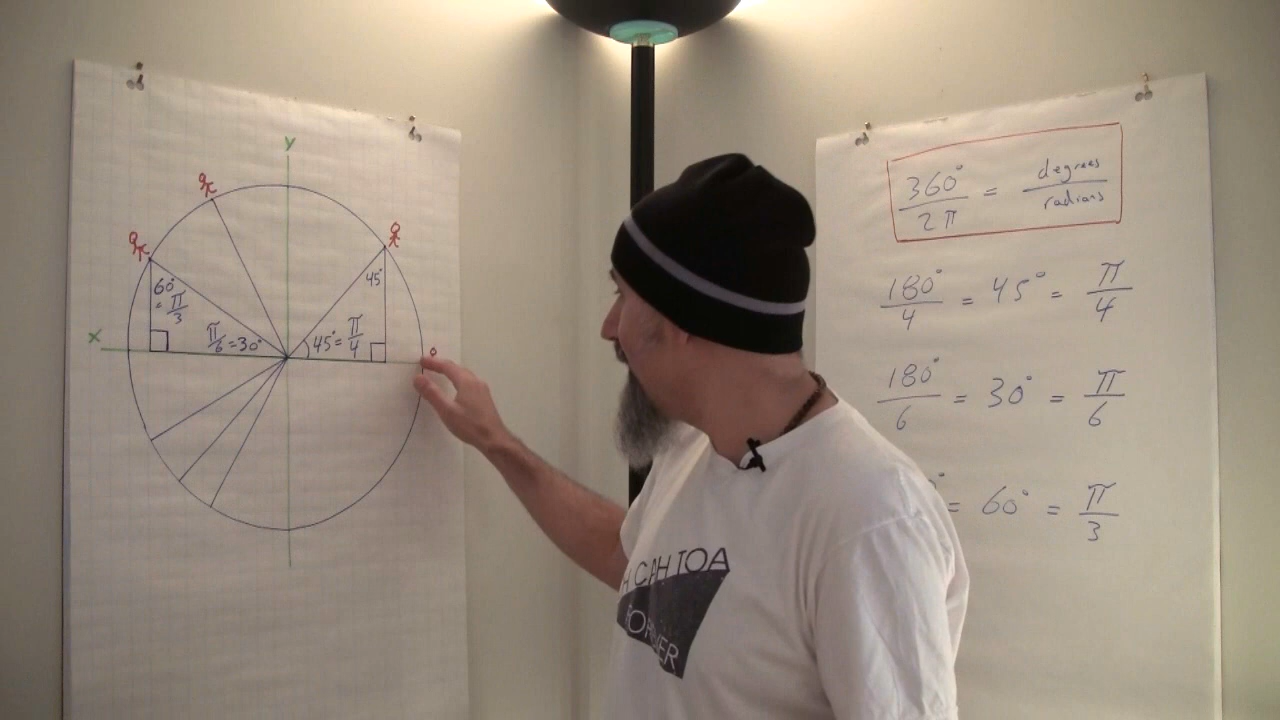 y
x
60°
= π/3
π/6 = 30°
45°
45° = π/4
360°/2π = degrees/radians
180°/4 = 45° = π/4
180°/6 = 30° = π/6
° = 60° = π/3
H CAH TOA